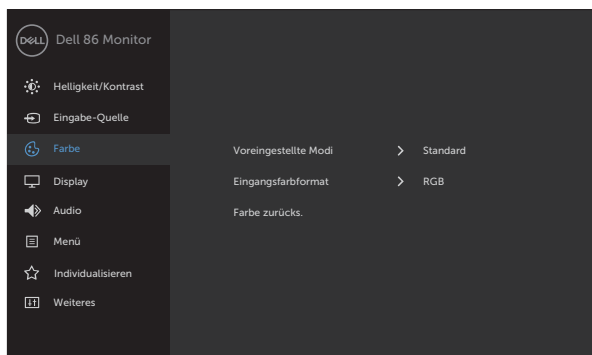 DELL Dell 86 Monitor
Helligkeit/Kontrast
Eingabe-Quelle
Farbe
Voreingestellte Modi > Standard
Display
Eingangsfarbformat > RGB
Audio
Farbe zurücks.
Menü
Individualisieren
Weiteres